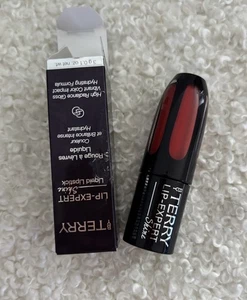 BY TERRY
LIP-EXPERT
Shine
Liquid Lipstick
Rouge à Lèvres
Liquide
Couleur
et Brillance Intense
Hydratant
High Radiance Gloss
Vibrant Color Impact
Hydrating Formula
BY TERRY
LIP-EXPERT
Shine